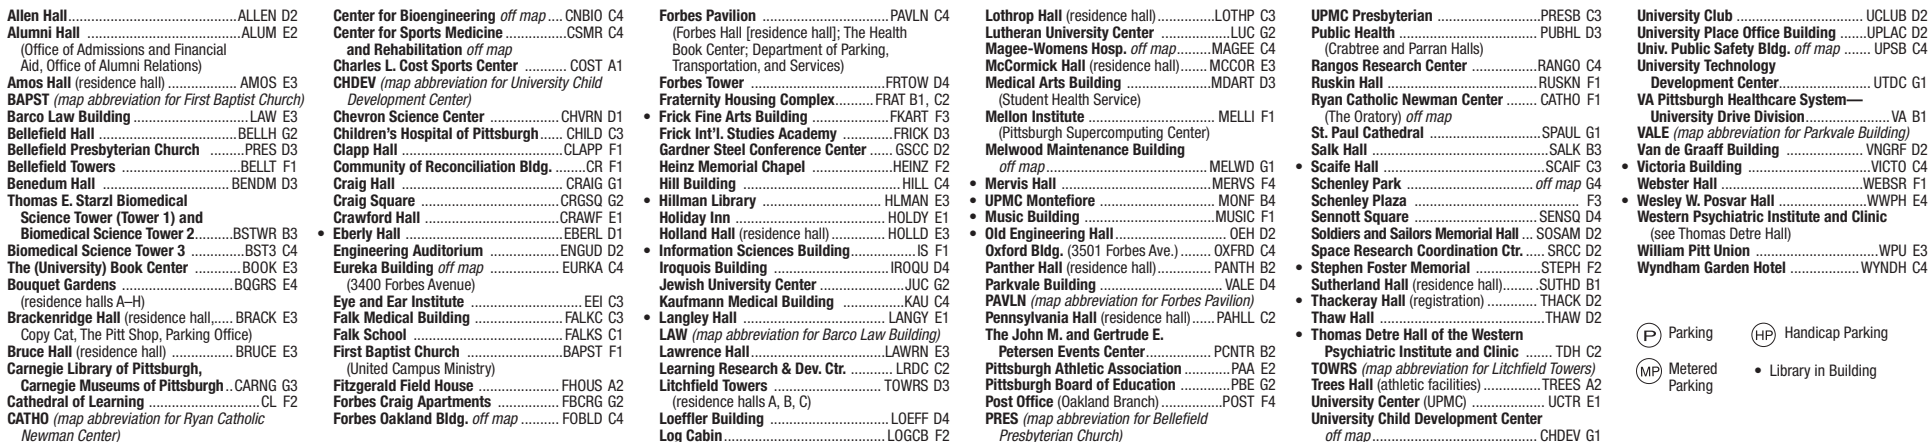 Allen Hall..........ALLEN D2
Alumni Hall ..........ALUM E2
(Office of Admissions and Financial
Aid, Office of Alumni Relations)
Amos Hall (residence hall) .......... AMOS E3
BAPST (map abbreviation for First Baptist Church)
Barco Law Building ..........LAW E3
Bellefield Hall ..........BELLH G2
Bellefield Presbyterian Church ..........PRES D3
Bellefield Towers ..........BELLT F1
Benedum Hall ..........BENDM D3
Thomas E. Starzl Biomedical
Science Tower (Tower 1) and
Biomedical Science Tower 2..........BSTWR B3
Biomedical Science Tower 3 ..........BST3 C4
The (University) Book Center ..........BOOK E3
Bouquet Gardens ..........BQGRS E4
(residence halls A–H)
Brackenridge Hall (residence hall,..... BRACK E3
Copy Cat, The Pitt Shop, Parking Office)
Bruce Hall (residence hall) .......... BRUCE E3
Carnegie Library of Pittsburgh,
Carnegie Museums of Pittsburgh..CARNG G3
Cathedral of Learning ..........CL F2
CATHO (map abbreviation for Ryan Catholic
Newman Center)
Center for Bioengineering off map .... CNBIO C4
Center for Sports Medicine ..........CSMR C4
and Rehabilitation off map
Charles L. Cost Sports Center .......... COST A1
CHDEV (map abbreviation for University Child
Development Center)
Chevron Science Center ..........CHVRN D1
Children's Hospital of Pittsburgh...... CHILD C3
Clapp Hall ..........CLAPP F1
Community of Reconciliation Bldg. .......CR F1
Craig Hall ..........CRAIG G1
Craig Square ..........CRGSQ G2
Crawford Hall ..........CRAWF E1
• Eberly Hall ..........EBERL D1
Engineering Auditorium ..........ENGUD D2
Eureka Building off map .......... EURKA C4
(3400 Forbes Avenue)
Eye and Ear Institute .......... EEI C3
Falk Medical Building ..........FALKC C3
Falk School ..........FALKS C1
First Baptist Church ..........BAPST F1
(United Campus Ministry)
Fitzgerald Field House ..........FHOUS A2
Forbes Craig Apartments ..........FBCRG G2
Forbes Oakland Bldg. off map .......... FOBLD C4
Forbes Pavilion ..........PAVLN C4
(Forbes Hall [residence hall]; The Health
Book Center; Department of Parking,
Transportation, and Services)
Forbes Tower ..........FRTOW D4
Fraternity Housing Complex..........FRAT B1, C2
• Frick Fine Arts Building ..........FKART F3
Frick Int'l. Studies Academy ..........FRICK D3
Gardner Steel Conference Center ...... GSCC D2
Heinz Memorial Chapel ..........HEINZ F2
Hill Building ..........HILL C4
• Hillman Library ..........HLMAN E3
Holiday Inn ..........HOLDY E1
Holland Hall (residence hall)..........HOLLD E3
• Information Sciences Building..........IS F1
Iroquois Building ..........IROQU D4
Jewish University Center ..........JUC G2
Kaufmann Medical Building ..........KAU C4
• Langley Hall ..........LANGY E1
LAW (map abbreviation for Barco Law Building)
Lawrence Hall..........LAWRN E3
Learning Research & Dev. Ctr. ..........LRDC C2
Litchfield Towers ..........TOWRS D3
(residence halls A, B, C)
Loeffler Building ..........LOEFF D4
Log Cabin..........LOGCB F2
Lothrop Hall (residence hall)..........LOTHP C3
Lutheran University Center ..........LUC G2
Magee-Womens Hosp. off map..........MAGEE C4
McCormick Hall (residence hall)......MCCOR E3
Medical Arts Building ..........MDART D3
(Student Health Service)
Mellon Institute ..........MELLI F1
(Pittsburgh Supercomputing Center)
Melwood Maintenance Building
off map..........MELWD G1
• Mervis Hall ..........MERVS F4
• UPMC Montefiore ..........MONF B4
• Music Building ..........MUSIC F1
• Old Engineering Hall ..........OEH D2
Oxford Bldg. (3501 Forbes Ave.) ........ OXFRD C4
Panther Hall (residence hall)..........PANTH B2
Parkvale Building ..........VALE D4
PAVLN (map abbreviation for Forbes Pavilion)
Pennsylvania Hall (residence hall)......PAHLL C2
The John M. and Gertrude E.
Petersen Events Center..........PCNTR B2
Pittsburgh Athletic Association..........PAA E2
Pittsburgh Board of Education ..........PBE G2
Post Office (Oakland Branch)..........POST F4
PRES (map abbreviation for Bellefield
Presbyterian Church)
UPMC Presbyterian ..........PRESB C3
Public Health ..........PUBHL D3
(Crabtree and Parran Halls)
Rangos Research Center ..........RANGO C4
Ruskin Hall ..........RUSKN F1
Ryan Catholic Newman Center ........ CATHO F1
(The Oratory) off map
St. Paul Cathedral ..........SPAUL G1
Salk Hall ..........SALK B3
• Scaife Hall ..........SCAIF C3
Schenley Park ..........off map G4
Schenley Plaza .......... F3
Sennott Square ..........SENSQ D4
Soldiers and Sailors Memorial Hall ... SOSAM D2
Space Research Coordination Ctr. ..... SRCC D2
• Stephen Foster Memorial ..........STEPH F2
Sutherland Hall (residence hall)........SUTHD B1
• Thackeray Hall (registration) ..........THACK D2
Thaw Hall ..........THAW D2
• Thomas Detre Hall of the Western
Psychiatric Institute and Clinic ....... TDH C2
TOWRS (map abbreviation for Litchfield Towers)
Trees Hall (athletic facilities)..........TREES A2
University Center (UPMC) ..........UCTR E1
University Child Development Center
off map.......... CHDEV G1
University Club ..........UCLUB D2
University Place Office Building ......UPLAC D2
Univ. Public Safety Bldg. off map ...... UPSB C4
University Technology
Development Center..........UTDC G1
VA Pittsburgh Healthcare System—
University Drive Division..........VA B1
VALE (map abbreviation for Parkvale Building)
Van de Graaff Building ..........VNGRF D2
• Victoria Building ..........VICTO C4
Webster Hall ..........WEBSR F1
• Wesley W. Posvar Hall ..........WWPH E4
Western Psychiatric Institute and Clinic
(see Thomas Detre Hall)
William Pitt Union ..........WPU E3
Wyndham Garden Hotel ..........WYNDH C4
P Parking
HP Handicap Parking
MP Metered
Parking
• Library in Building